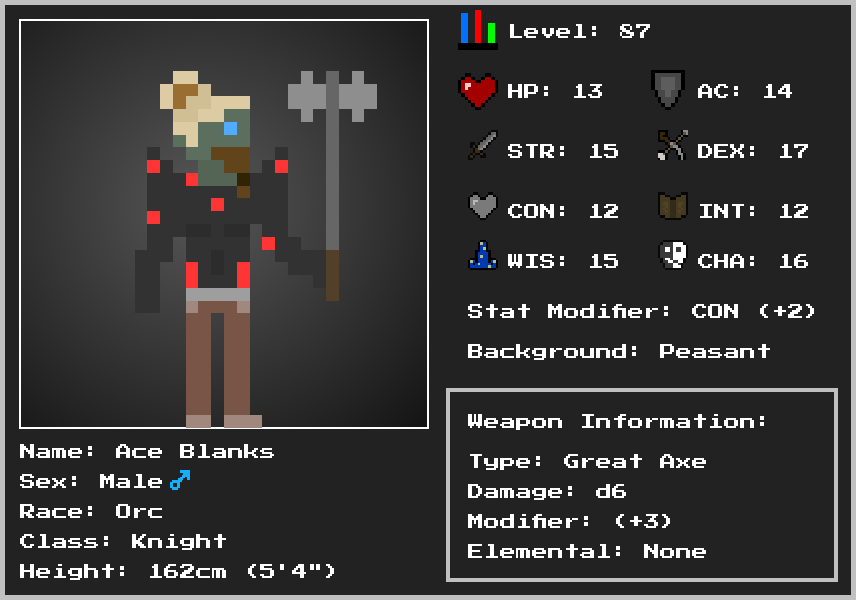 Level: 87
HP: 13
AC: 14
STR: 15
DEX: 17
CON: 12
INT: 12
WIS: 15
CHA: 16
Stat Modifier: CON (+2)
Background: Peasant
Weapon Information:
Type: Great Axe
Damage: d6
Modifier: (+3)
Elemental: None
Name: Ace Blanks
Sex: Male ♂
Race: Orc
Class: Knight
Height: 162cm (5'4")